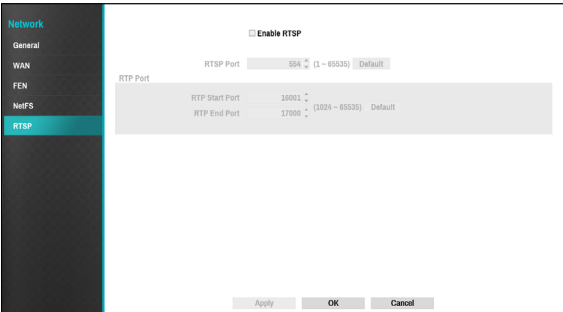 Network
General
WAN
FEN
NetFS
RTSP
Enable RTSP
RTSP Port 554 (1 ~ 65535) Default
RTP Port
RTP Start Port 16001
(1024 ~ 65535) Default
RTP End Port 17000
Apply OK Cancel